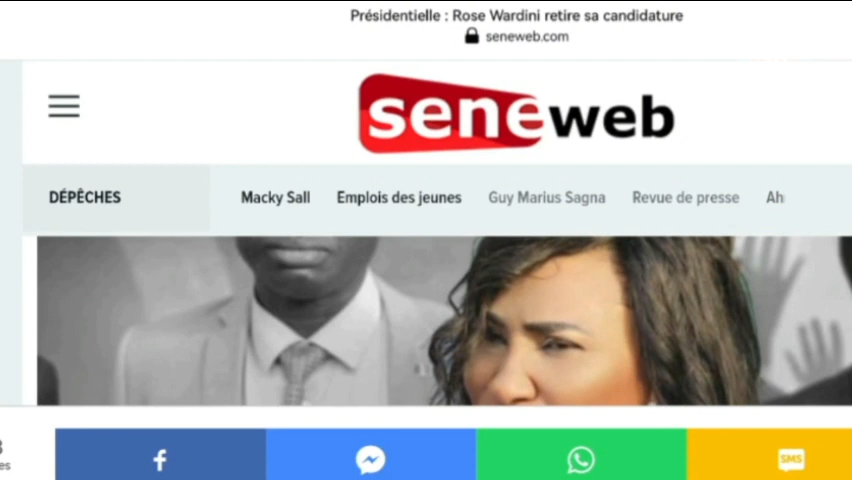 Présidentielle : Rose Wardini retire sa candidature
seneweb.com
seneweb
DÉPÊCHES Macky Sall Emplois des jeunes Guy Marius Sagna Revue de presse
SMS